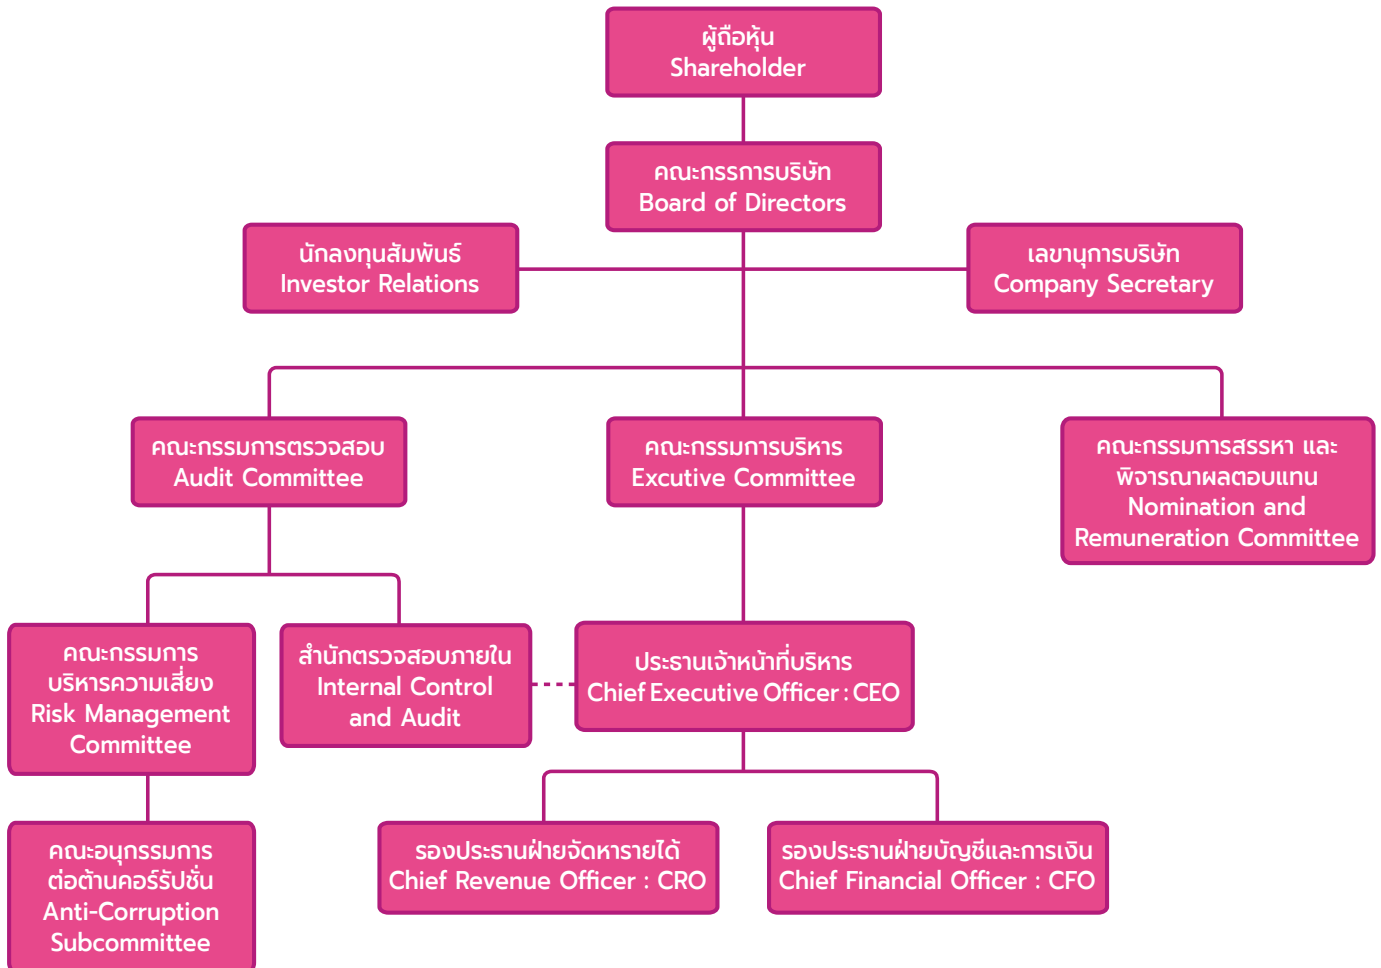 ผู้ถือหุ้น
Shareholder
คณะกรรการบริษัท
Board of Directors
นักลงทุนสัมพันธ์
Investor Relations
เลขานุการบริษัท
Company Secretary
คณะกรรมการตรวจสอบ
Audit Committee
คณะกรรมการบริหาร
Excutive Committee
คณะกรรมการสรรหา และ
พิจารณาผลตอบแทน
Nomination and
Remuneration Committee
คณะกรรมการ
บริหารความเสี่ยง
Risk Management
Committee
สำนักตรวจสอบภายใน
Internal Control
and Audit
ประธานเจ้าหน้าที่บริหาร
Chief Executive Officer : CEO
คณะอนุกรรมการ
ต่อต้านคอร์รัปชั่น
Anti-Corruption
Subcommittee
รองประธานฝ่ายจัดหารายได้
Chief Revenue Officer : CRO
รองประธานฝ่ายบัญชีและการเงิน
Chief Financial Officer : CFO